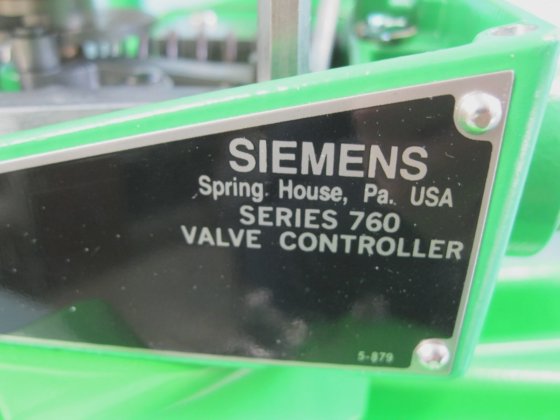 SIEMENS
Spring. House, Pa. USA
SERIES 760
VALVE CONTROLLER
5-879